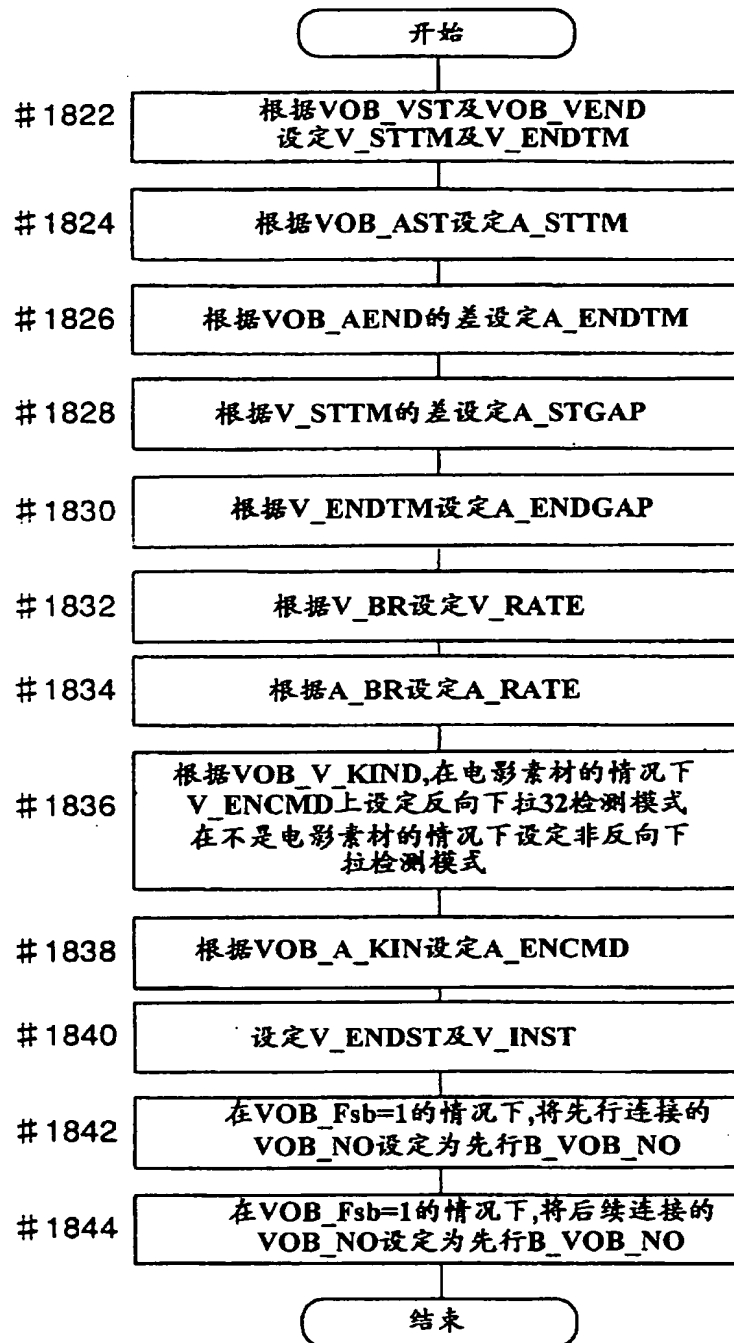 开始
#1822
根据VOB_VST及VOB_VEND
设定V_STTM及V_ENDTM
#1824
根据VOB_AST设定A_STTM
#1826
根据VOB_AEND的差设定A_ENDTM
#1828
根据V_STTM的差设定A_STGAP
#1830
根据V_ENDTM设定A_ENDGAP
#1832
根据V_BR设定V_RATE
#1834
根据A_BR设定A_RATE
#1836
根据VOB_V_KIND,在电影素材的情况下
V_ENCMD上设定反向下拉32检测模式
在不是电影素材的情况下设定非反向下
拉检测模式
#1838
根据VOB_A_KIN设定A_ENCMD
#1840
设定V_ENDST及V_INST
#1842
在VOB_Fsb=1的情况下,将先行连接的
VOB_NO设定为先行B_VOB_NO
#1844
在VOB_Fsb=1的情况下,将后续连接的
VOB_NO设定为先行B_VOB_NO
结束